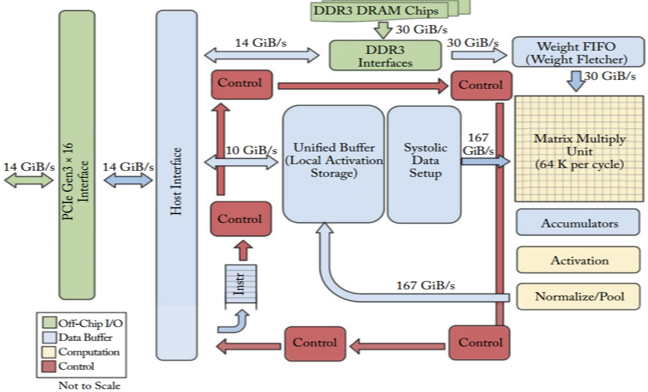 DDR3 DRAM Chips
30 GiB/s
14 GiB/s
DDR3
Interfaces
30 GiB/s
Weight FIFO
(Weight Fletcher)
30 GiB/s
Control
Control
PCIe Gen3 × 16
Interface
Host Interface
14 GiB/s
14 GiB/s
10 GiB/s
Unified Buffer
(Local Activation
Storage)
Systolic
Data
Setup
167
GiB/s
Matrix Multiply
Unit
(64 K per cycle)
Control
Accumulators
Activation
Instr
167 GiB/s
Normalize/Pool
Off-Chip I/O
Data Buffer
Computation
Control
Not to Scale
Control
Control